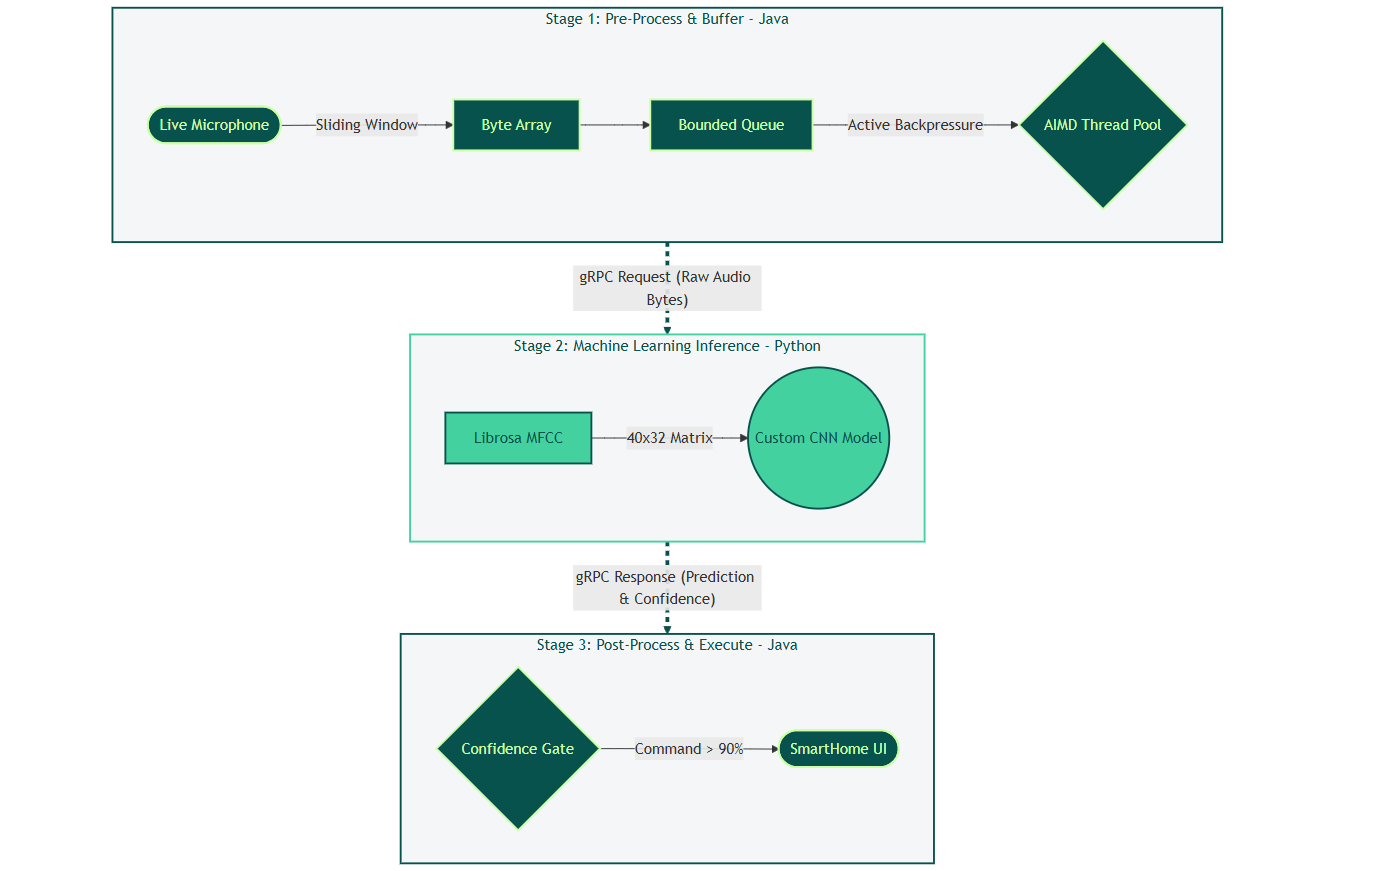 Stage 1: Pre-Process & Buffer - Java
Live Microphone
Sliding Window
Byte Array
Bounded Queue
Active Backpressure
AIMD Thread Pool
gRPC Request (Raw Audio
Bytes)
Stage 2: Machine Learning Inference - Python
Librosa MFCC
40x32 Matrix
Custom CNN Model
gRPC Response (Prediction
& Confidence)
Stage 3: Post-Process & Execute - Java
Confidence Gate
Command > 90%
SmartHome UI